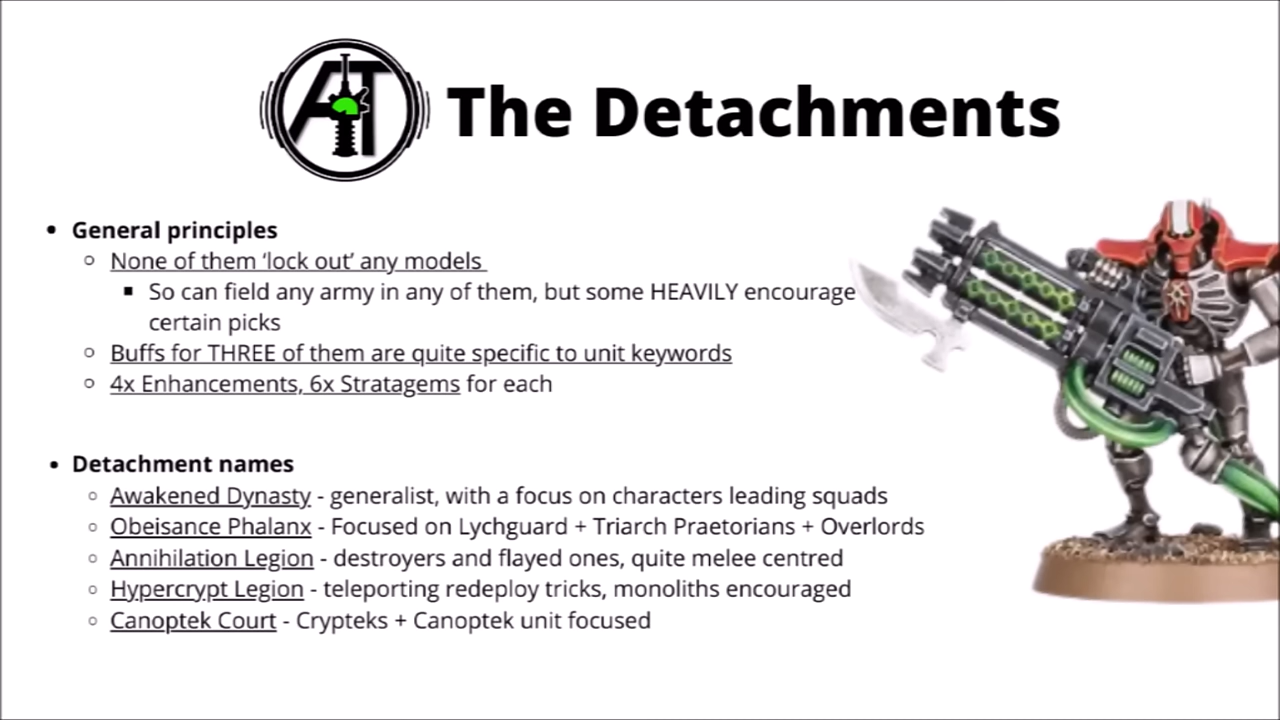 AT
The Detachments
• General principles
○ None of them ‘lock out’ any models
▪ So can field any army in any of them, but some HEAVILY encourage
certain picks
○ Buffs for THREE of them are quite specific to unit keywords
○ 4x Enhancements, 6x Stratagems for each
• Detachment names
○ Awakened Dynasty - generalist, with a focus on characters leading squads
○ Obeisance Phalanx - Focused on Lychguard + Triarch Praetorians + Overlords
○ Annihilation Legion - destroyers and flayed ones, quite melee centred
○ Hypercrypt Legion - teleporting redeploy tricks, monoliths encouraged
○ Canoptek Court - Crypteks + Canoptek unit focused